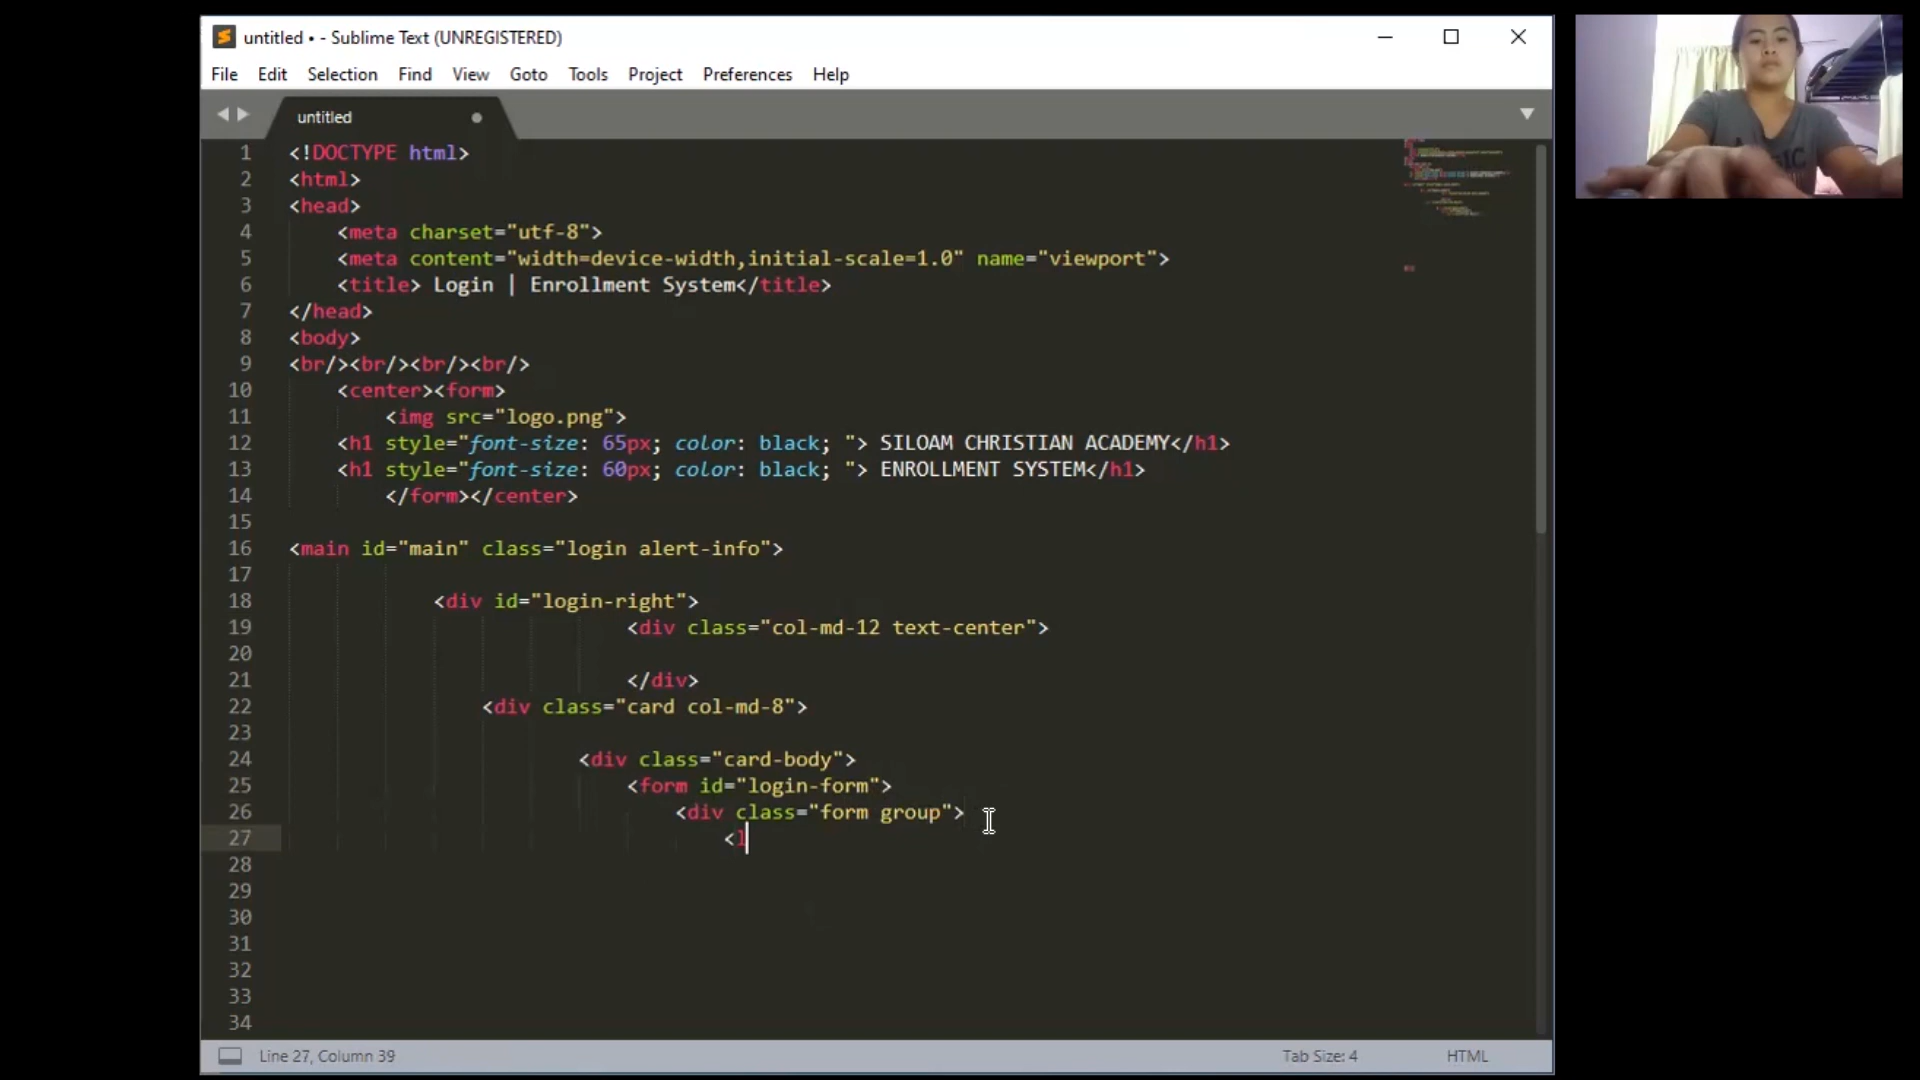 untitled • - Sublime Text (UNREGISTERED)
File Edit Selection Find View Goto Tools Project Preferences Help
untitled
1 <!DOCTYPE html>
2 <html>
3 <head>
4 <meta charset="utf-8">
5 <meta content="width=device-width,initial-scale=1.0" name="viewport">
6 <title> Login | Enrollment System</title>
7 </head>
8 <body>
9 <br/><br/><br/><br/>
10 <center><form>
11 <img src="logo.png">
12 <h1 style="font-size: 65px; color: black; "> SILOAM CHRISTIAN ACADEMY</h1>
13 <h1 style="font-size: 60px; color: black; "> ENROLLMENT SYSTEM</h1>
14 </form></center>
15
16 <main id="main" class="login alert-info">
17
18 <div id="login-right">
19 <div class="col-md-12 text-center">
20
21 </div>
22 <div class="card col-md-8">
23
24 <div class="card-body">
25 <form id="login-form">
26 <div class="form group">
27 <l
28
29
30
31
32
33
34
Line 27, Column 39 Tab Size: 4 HTML